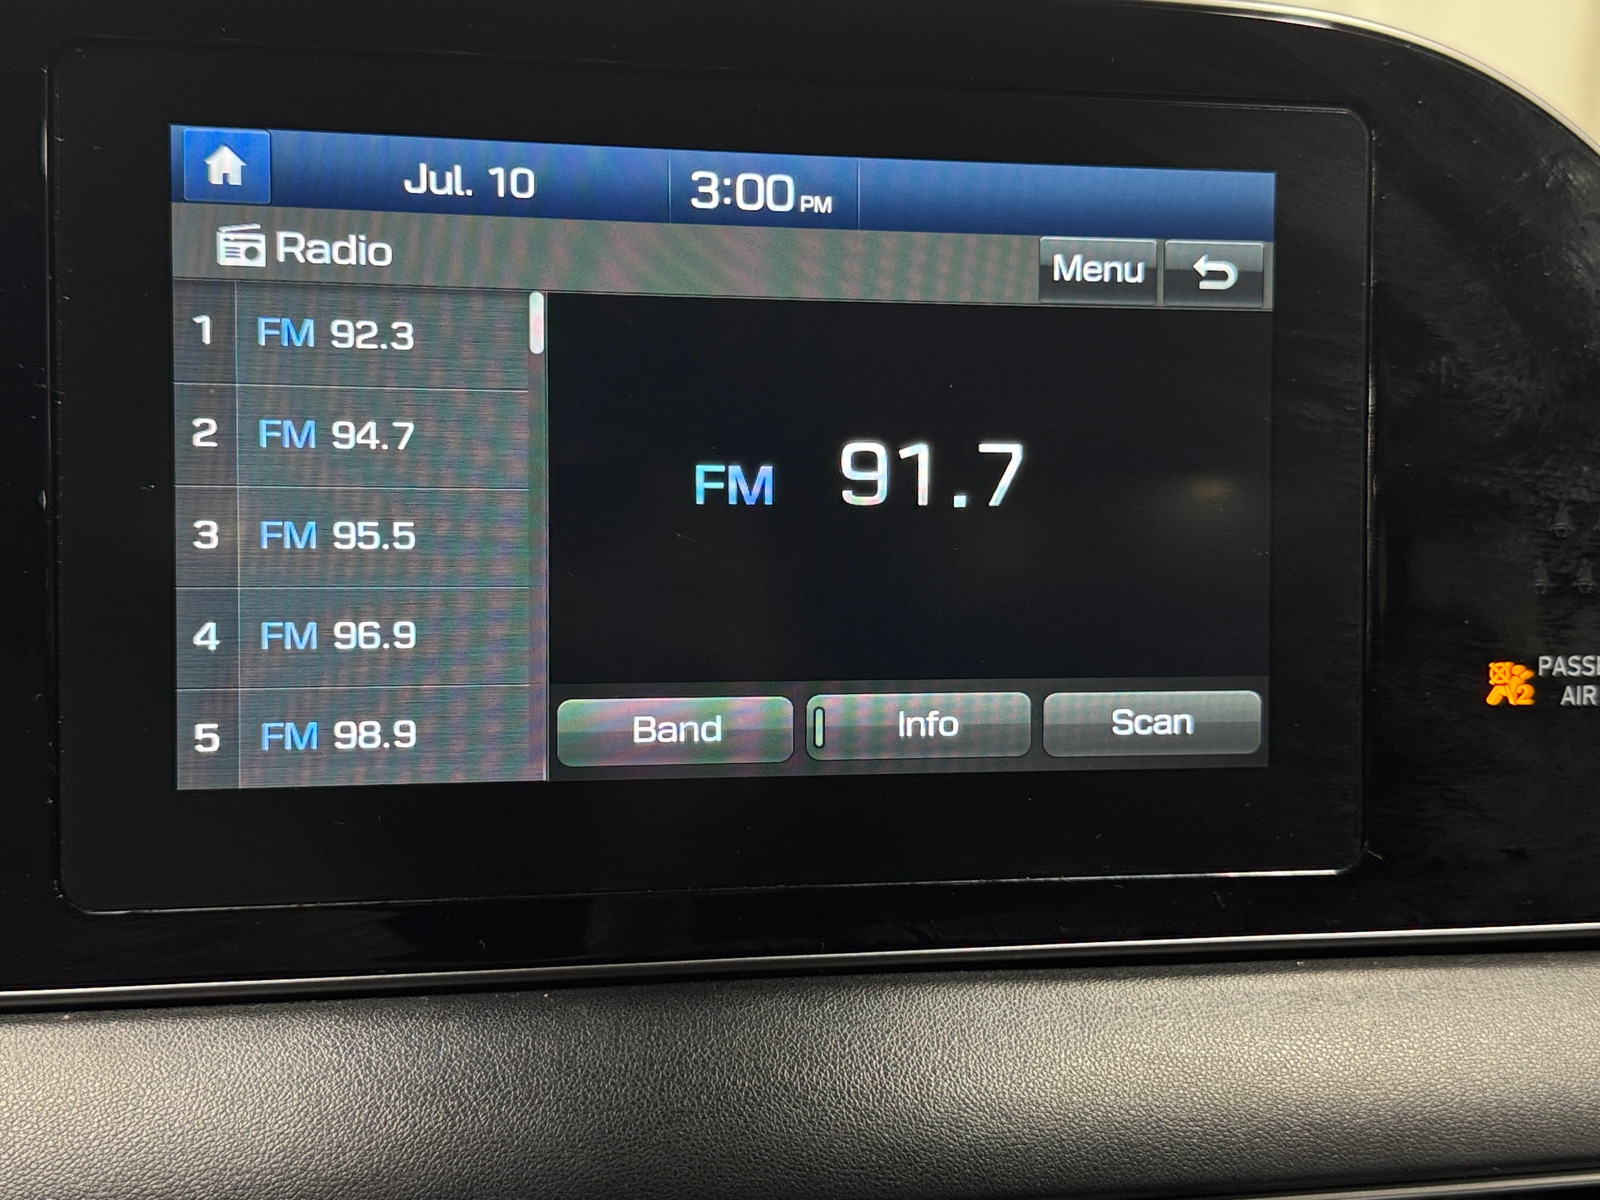 Jul. 10 3:00 PM
Radio Menu
1 FM 92.3
2 FM 94.7
3 FM 95.5
4 FM 96.9
5 FM 98.9
FM 91.7
Band Info Scan
PASSE
AIR